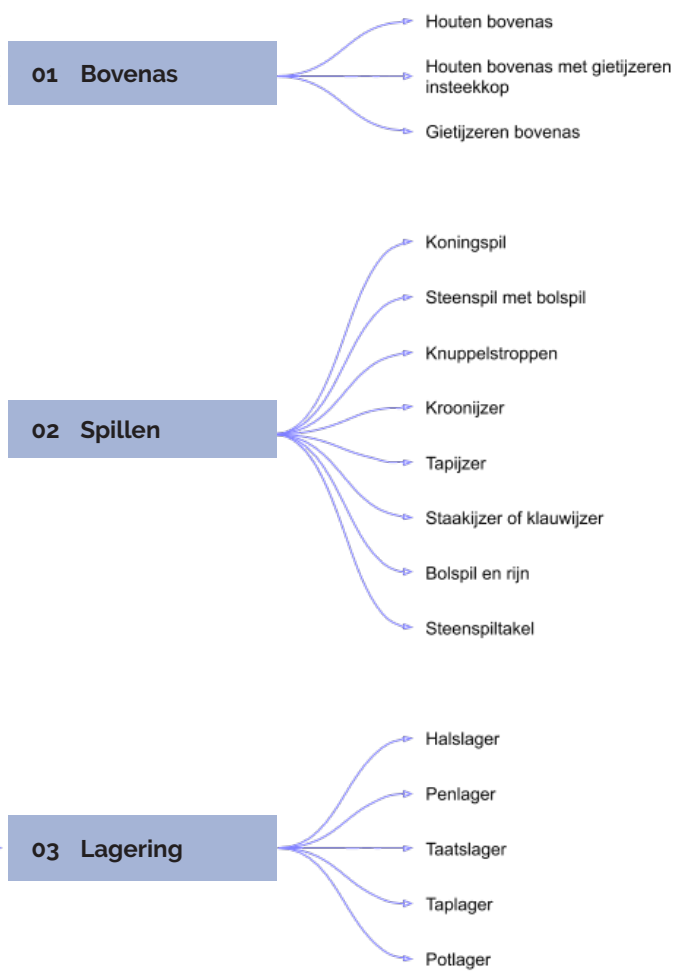 01 Bovenas
Houten bovenas
Houten bovenas met gietijzeren
insteekkop
Gietijzeren bovenas
02 Spillen
Koningspil
Steenspil met bolspil
Knuppelstroppen
Kroonijzer
Tapijzer
Staakijzer of klauwijzer
Bolspil en rijn
Steenspiltakel
03 Lagering
Halslager
Penlager
Taatslager
Taplager
Potlager